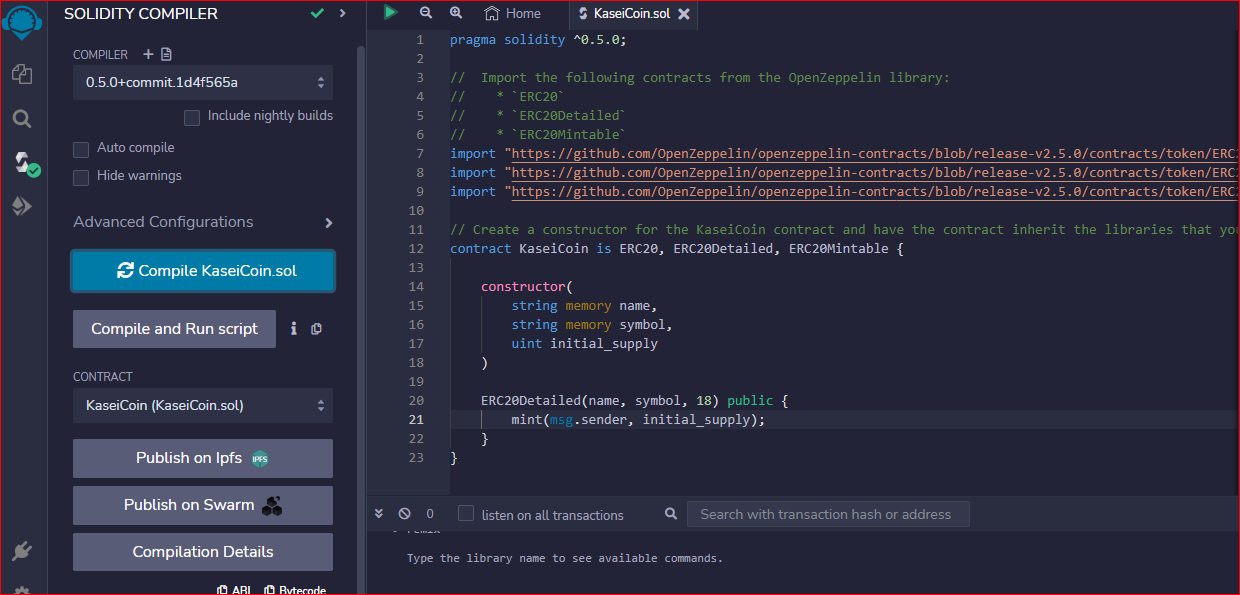 SOLIDITY COMPILER
COMPILER
0.5.0+commit.1d4f565a
Include nightly builds
Auto compile
Hide warnings
Advanced Configurations
Compile KaseiCoin.sol
Compile and Run script
CONTRACT
KaseiCoin (KaseiCoin.sol)
Publish on Ipfs IPFS
Publish on Swarm
Compilation Details
ABI Bytecode
Home KaseiCoin.sol
1 pragma solidity ^0.5.0;
2
3 //  Import the following contracts from the OpenZeppelin library:
4 //    * `ERC20`
5 //    * `ERC20Detailed`
6 //    * `ERC20Mintable`
7 import "https://github.com/OpenZeppelin/openzeppelin-contracts/blob/release-v2.5.0/contracts/token/ERC
8 import "https://github.com/OpenZeppelin/openzeppelin-contracts/blob/release-v2.5.0/contracts/token/ERC
9 import "https://github.com/OpenZeppelin/openzeppelin-contracts/blob/release-v2.5.0/contracts/token/ERC
10
11 // Create a constructor for the KaseiCoin contract and have the contract inherit the libraries that you
12 contract KaseiCoin is ERC20, ERC20Detailed, ERC20Mintable {
13
14     constructor(
15         string memory name,
16         string memory symbol,
17         uint initial_supply
18     )
19
20     ERC20Detailed(name, symbol, 18) public {
21         mint(msg.sender, initial_supply);
22     }
23 }
0 listen on all transactions Search with transaction hash or address
remix
Type the library name to see available commands.